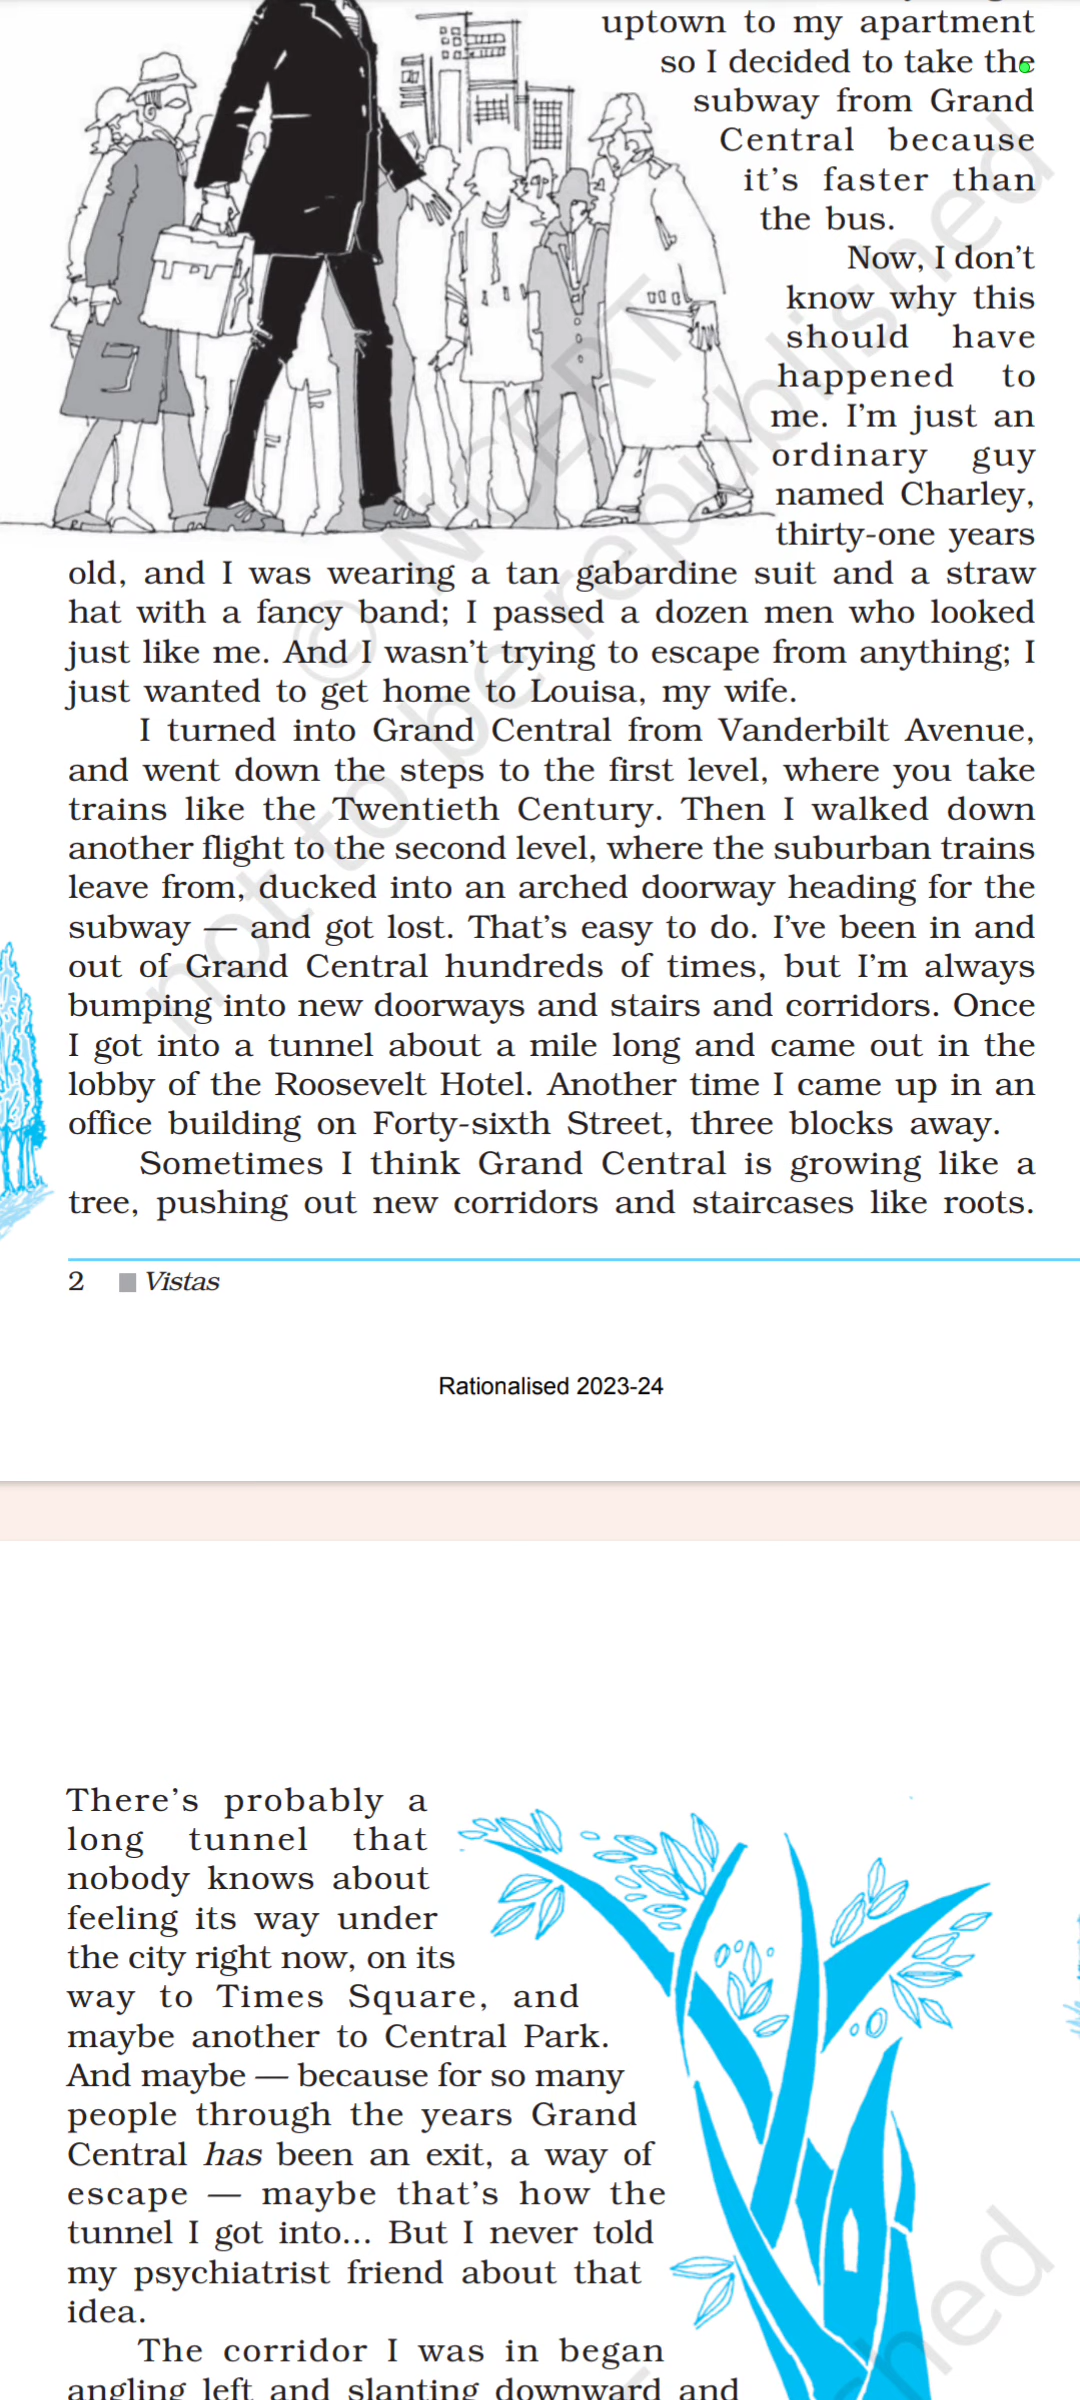 uptown to my apartment
so I decided to take the
subway from Grand
Central because
it's faster than
the bus.
Now, I don't
know why this
should have
happened to
me. I'm just an
ordinary guy
named Charley,
thirty-one years
old, and I was wearing a tan gabardine suit and a straw
hat with a fancy band; I passed a dozen men who looked
just like me. And I wasn't trying to escape from anything; I
just wanted to get home to Louisa, my wife.
I turned into Grand Central from Vanderbilt Avenue,
and went down the steps to the first level, where you take
trains like the Twentieth Century. Then I walked down
another flight to the second level, where the suburban trains
leave from, ducked into an arched doorway heading for the
subway — and got lost. That's easy to do. I've been in and
out of Grand Central hundreds of times, but I'm always
bumping into new doorways and stairs and corridors. Once
I got into a tunnel about a mile long and came out in the
lobby of the Roosevelt Hotel. Another time I came up in an
office building on Forty-sixth Street, three blocks away.
Sometimes I think Grand Central is growing like a
tree, pushing out new corridors and staircases like roots.
2 Vistas
Rationalised 2023-24
© NCERT
not to be republished
There's probably a
long tunnel that
nobody knows about
feeling its way under
the city right now, on its
way to Times Square, and
maybe another to Central Park.
And maybe — because for so many
people through the years Grand
Central has been an exit, a way of
escape — maybe that's how the
tunnel I got into... But I never told
my psychiatrist friend about that
idea.
The corridor I was in began
angling left and slanting downward and